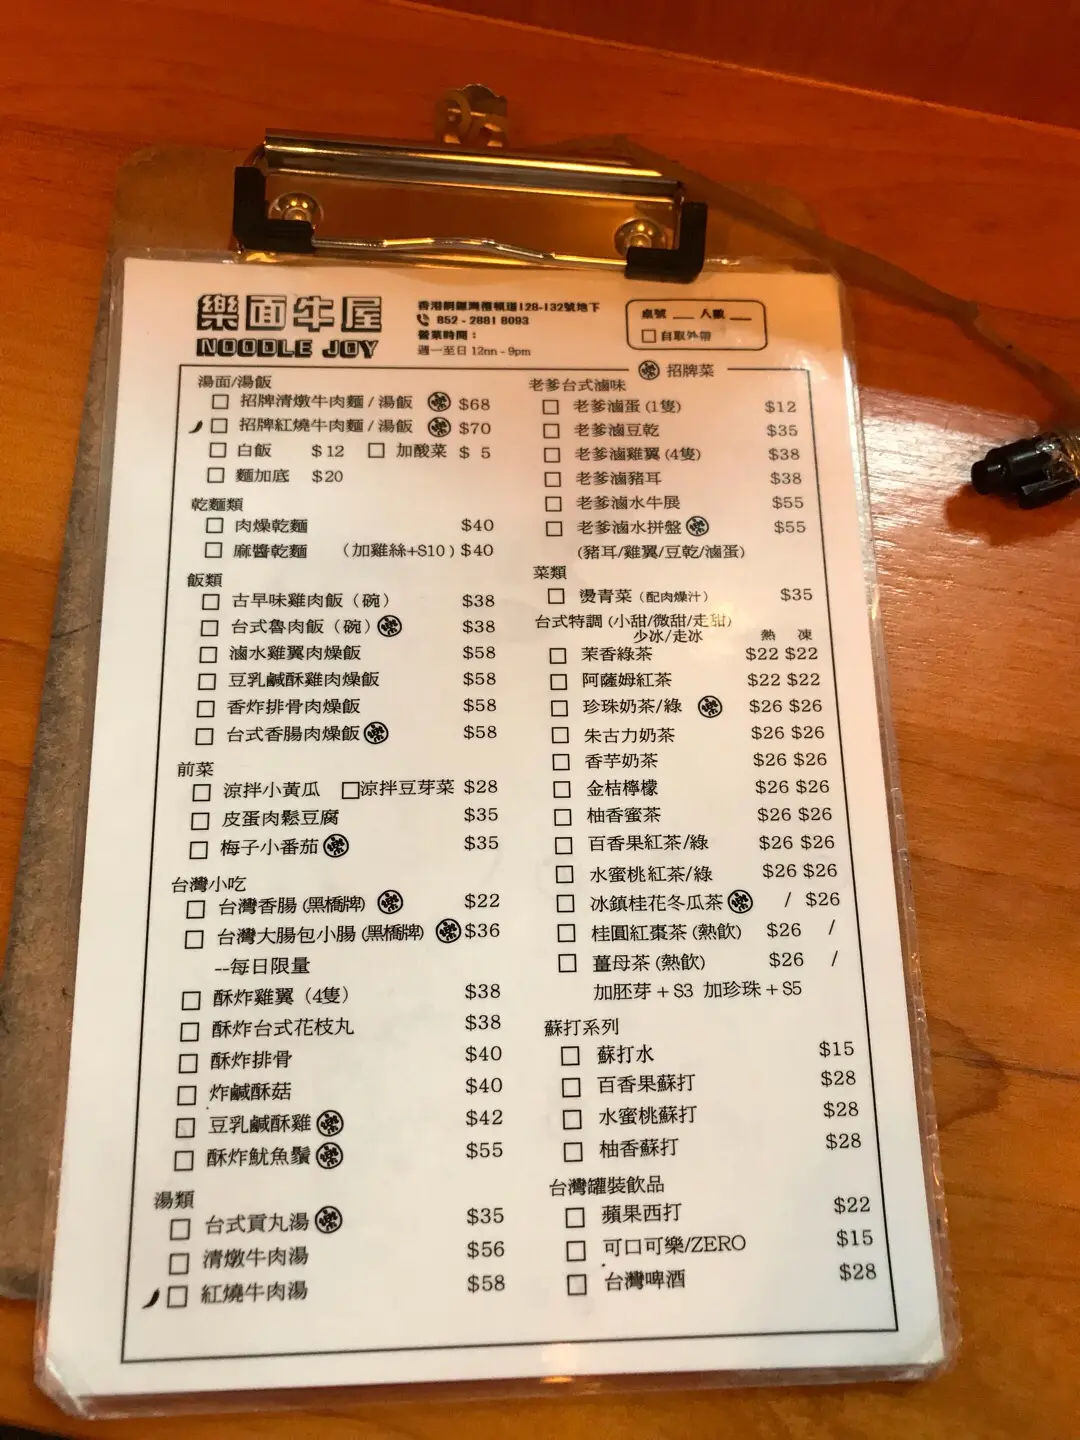 樂面牛屋
NOODLE JOY
香港銅鑼灣禮頓道128-132號地下
852 - 2881 8093
營業時間：
週一至日 12nn - 9pm
桌號 __ 人數 __
□ 自取外帶
樂 招牌菜
湯面/湯飯
□ 招牌清燉牛肉麵 / 湯飯 樂 $68
□ 招牌紅燒牛肉麵 / 湯飯 樂 $70
□ 白飯 $12 □ 加酸菜 $ 5
□ 麵加底 $20
乾麵類
□ 肉燥乾麵 $40
□ 麻醬乾麵 （加雞絲+S10）$40
飯類
□ 古早味雞肉飯（碗） $38
□ 台式魯肉飯（碗）樂 $38
□ 滷水雞翼肉燥飯 $58
□ 豆乳鹹酥雞肉燥飯 $58
□ 香炸排骨肉燥飯 $58
□ 台式香腸肉燥飯 樂 $58
前菜
□ 涼拌小黃瓜 □涼拌豆芽菜 $28
□ 皮蛋肉鬆豆腐 $35
□ 梅子小番茄 樂 $35
台灣小吃
□ 台灣香腸 (黑橋牌) 樂 $22
□ 台灣大腸包小腸 (黑橋牌) 樂 $36
--每日限量
□ 酥炸雞翼（4隻） $38
□ 酥炸台式花枝丸 $38
□ 酥炸排骨 $40
□ 炸鹹酥菇 $40
□ 豆乳鹹酥雞 樂 $42
□ 酥炸魷魚鬚 樂 $55
湯類
□ 台式貢丸湯 樂 $35
□ 清燉牛肉湯 $56
□ 紅燒牛肉湯 $58
老爹台式滷味
□ 老爹滷蛋 (1隻) $12
□ 老爹滷豆乾 $35
□ 老爹滷雞翼 (4隻) $38
□ 老爹滷豬耳 $38
□ 老爹滷水牛展 $55
□ 老爹滷水拼盤 樂 $55
(豬耳/雞翼/豆乾/滷蛋)
菜類
□ 燙青菜（配肉燥汁） $35
台式特調 (小甜/微甜/走甜)
少冰/走冰 熱 凍
□ 茉香綠茶 $22 $22
□ 阿薩姆紅茶 $22 $22
□ 珍珠奶茶/綠 樂 $26 $26
□ 朱古力奶茶 $26 $26
□ 香芋奶茶 $26 $26
□ 金桔檸檬 $26 $26
□ 柚香蜜茶 $26 $26
□ 百香果紅茶/綠 $26 $26
□ 水蜜桃紅茶/綠 $26 $26
□ 冰鎮桂花冬瓜茶 樂 / $26
□ 桂圓紅棗茶 (熱飲) $26 /
□ 薑母茶 (熱飲) $26 /
加胚芽 + S3 加珍珠 + S5
蘇打系列
□ 蘇打水 $15
□ 百香果蘇打 $28
□ 水蜜桃蘇打 $28
□ 柚香蘇打 $28
台灣罐裝飲品
□ 蘋果西打 $22
□ 可口可樂/ZERO $15
□ 台灣啤酒 $28